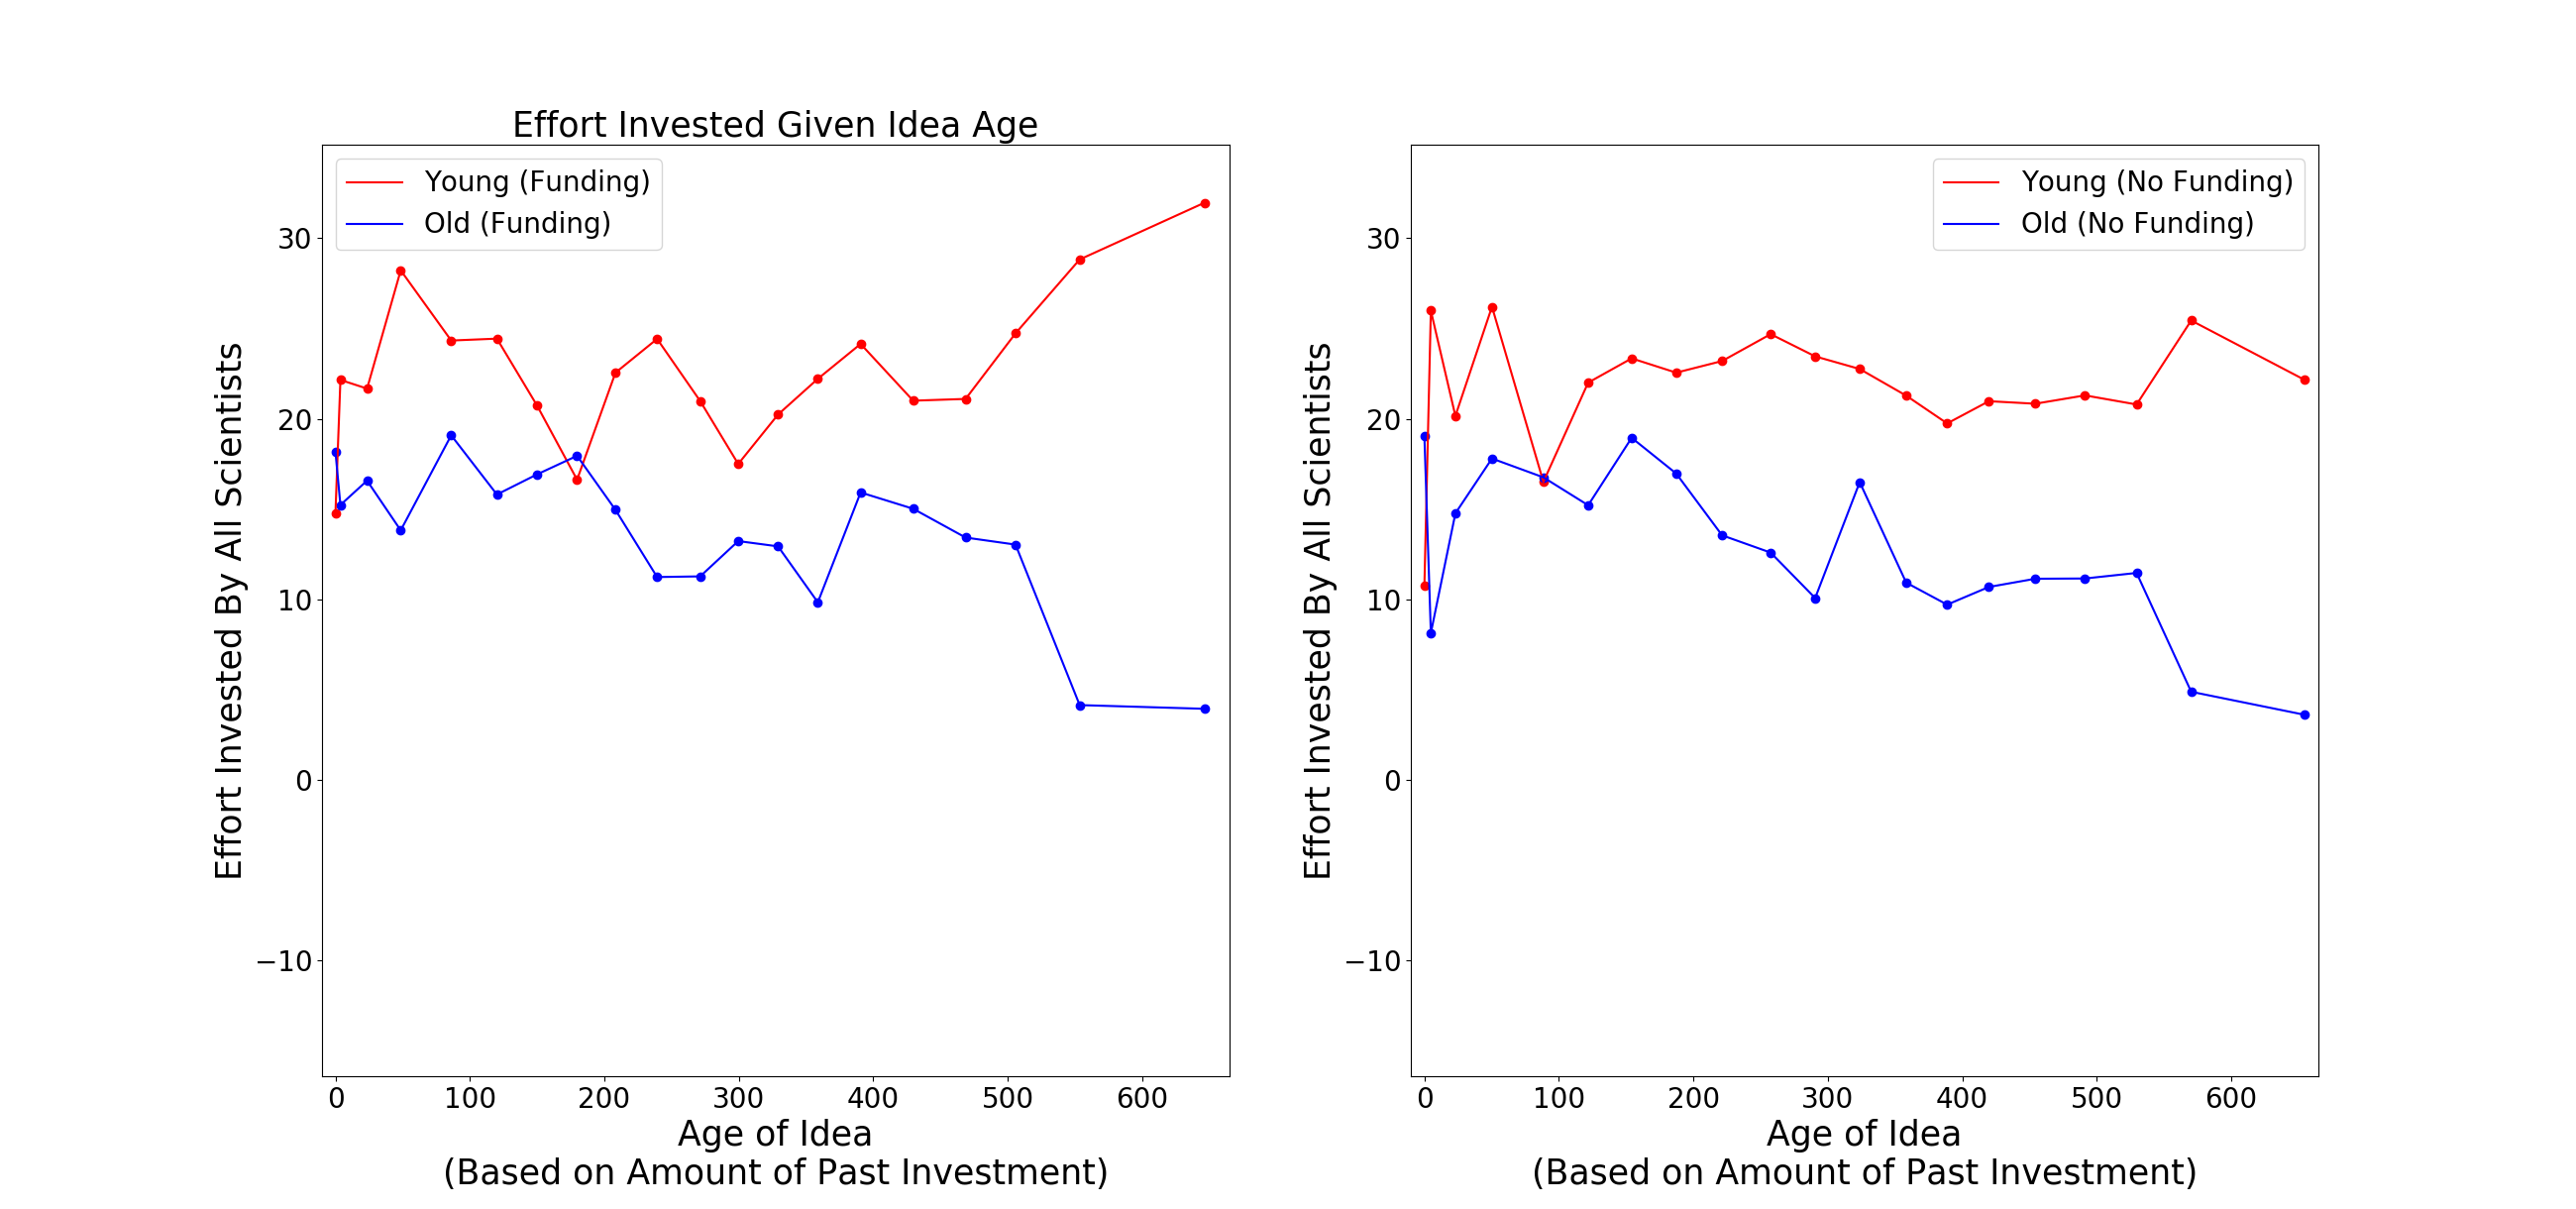 Effort Invested Given Idea Age
Young (Funding)
Old (Funding)
30
20
10
0
−10
Effort Invested By All Scientists
0 100 200 300 400 500 600
Age of Idea
(Based on Amount of Past Investment)
Young (No Funding)
Old (No Funding)
30
20
10
0
−10
Effort Invested By All Scientists
0 100 200 300 400 500 600
Age of Idea
(Based on Amount of Past Investment)